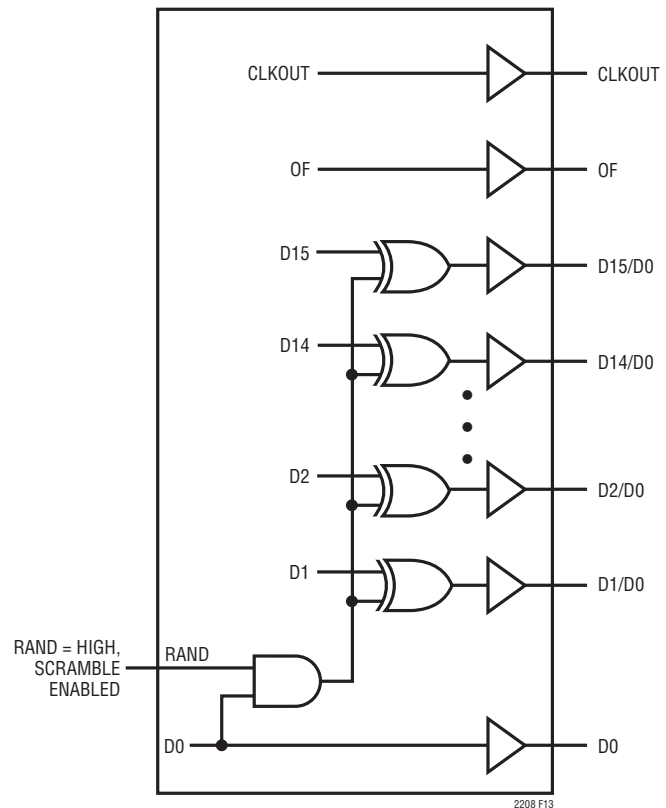 CLKOUT
CLKOUT
OF
OF
D15
D15/D0
D14
D14/D0
D2
D2/D0
D1
D1/D0
RAND = HIGH,
SCRAMBLE
ENABLED
RAND
D0
D0
2208 F13